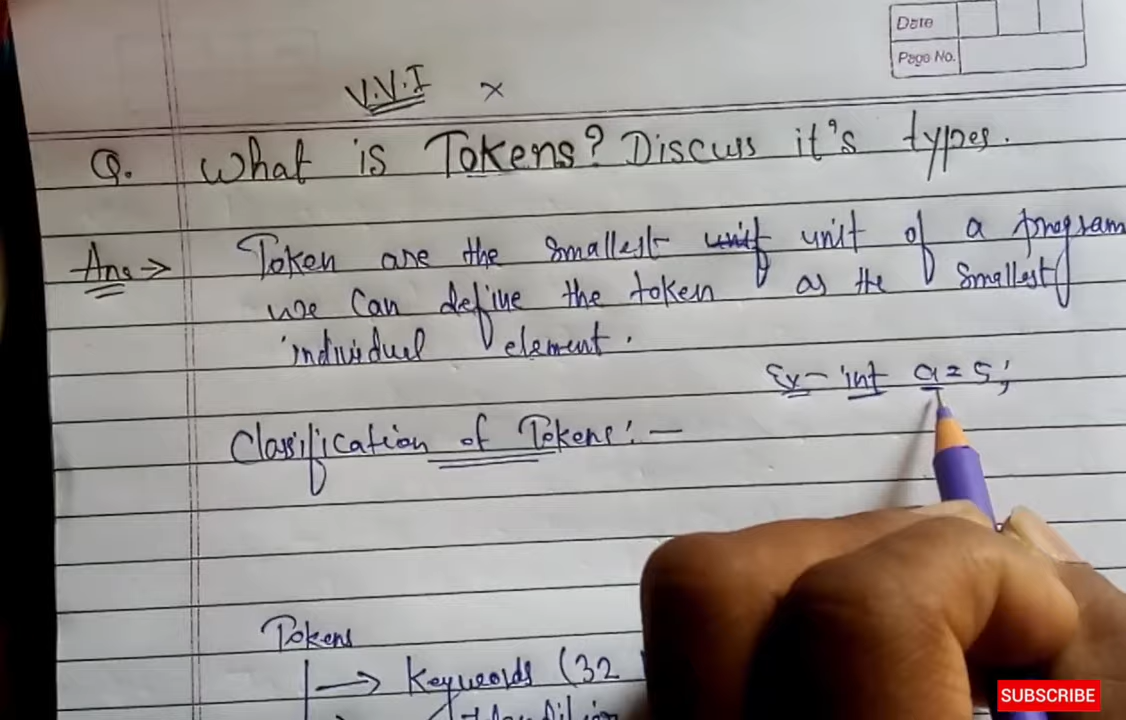 Date
Page No.
V.V.I x
Q. What is Tokens? Discuss it's types.
Ans → Token are the smallest unit unit of a program
we can define the token as the smallest
individuel element.
Ex - int a = 5;
Classification of Tokens: -
Tokens
→ Keywords (32
SUBSCRIBE